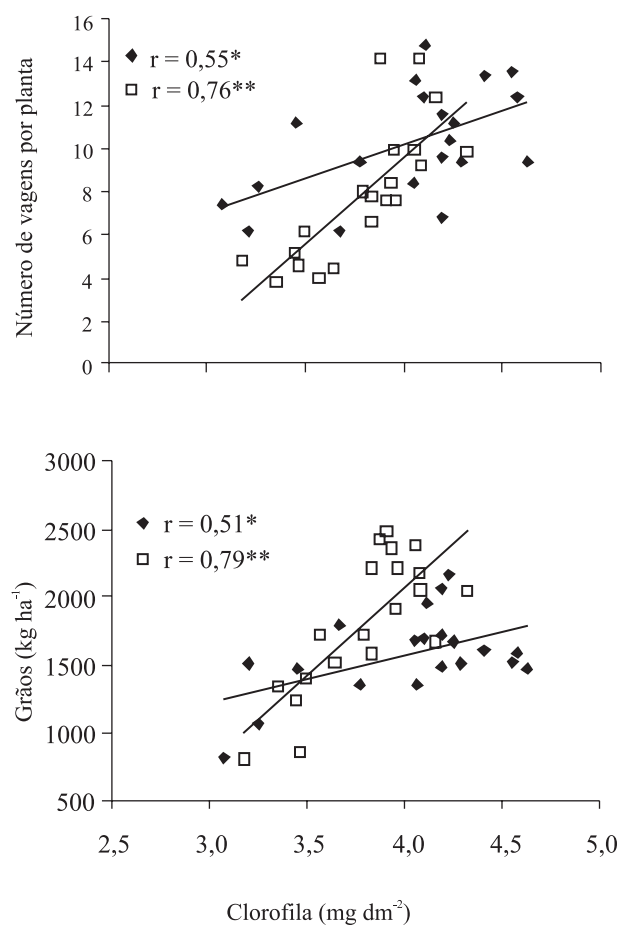 16
14
12
10
8
6
4
2
0
Número de vagens por planta
r = 0,55*
r = 0,76**
3000
2500
2000
1500
1000
500
Grãos (kg ha-1)
r = 0,51*
r = 0,79**
2,5 3,0 3,5 4,0 4,5 5,0
Clorofila (mg dm-2)